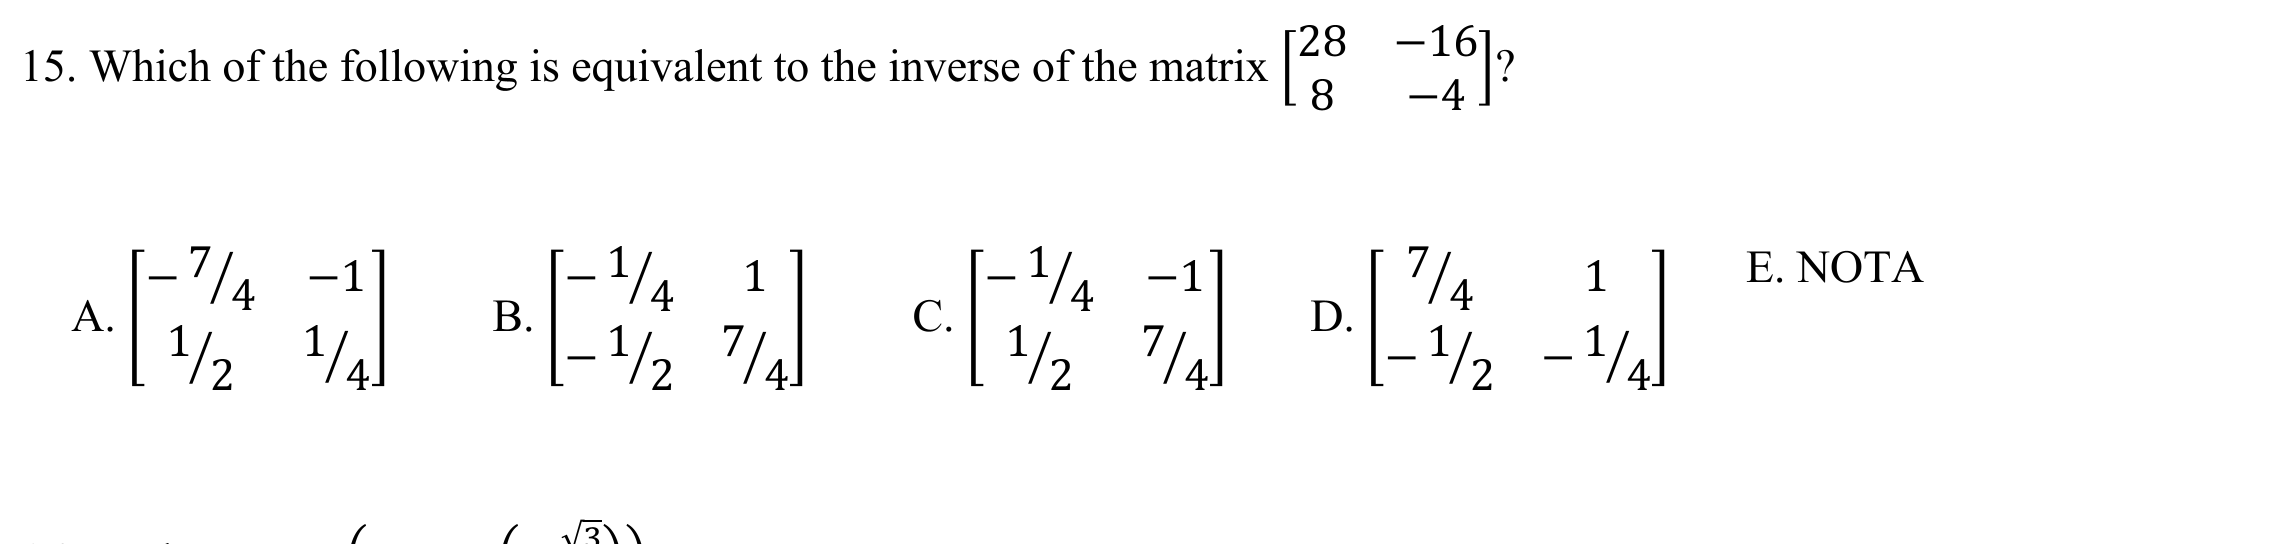 15. Which of the following is equivalent to the inverse of the matrix [28 −16; 8 −4]?
A. [−7/4 −1; 1/2 1/4] B. [−1/4 1; −1/2 7/4] C. [−1/4 −1; 1/2 7/4] D. [7/4 1; −1/2 −1/4] E. NOTA
( ( √3))